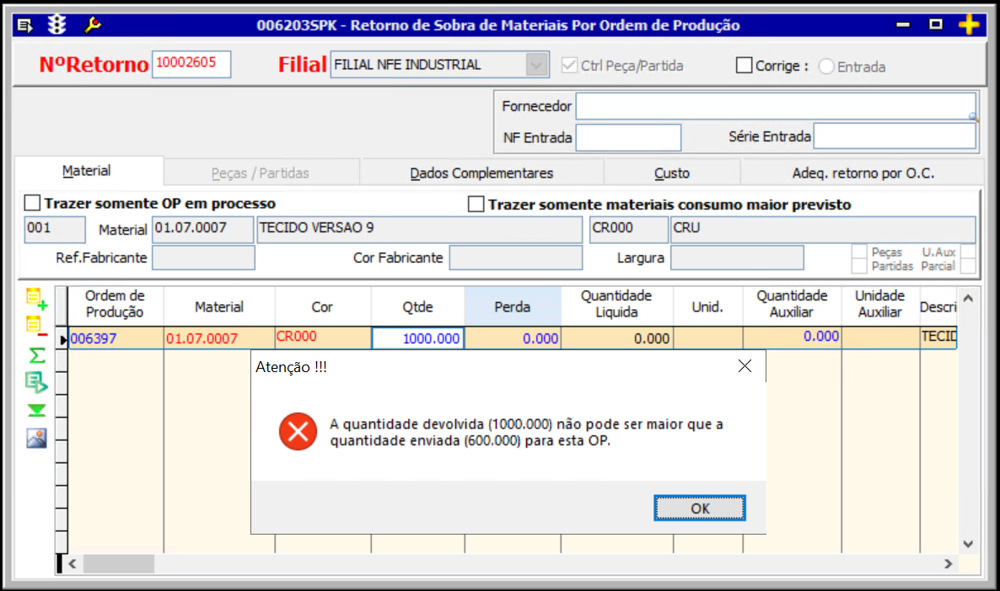 006203SPK - Retorno de Sobra de Materiais Por Ordem de Produção
NºRetorno 10002605 Filial FILIAL NFE INDUSTRIAL Ctrl Peça/Partida Corrige : Entrada
Fornecedor
NF Entrada Série Entrada
Material Peças / Partidas Dados Complementares Custo Adeq. retorno por O.C.
Trazer somente OP em processo Trazer somente materiais consumo maior previsto
001 Material 01.07.0007 TECIDO VERSAO 9 CR000 CRU
Ref.Fabricante Cor Fabricante Largura Peças U.Aux
Partidas Parcial
Ordem de Produção Material Cor Qtde Perda Quantidade Liquida Unid. Quantidade Auxiliar Unidade Auxiliar Descri
006397 01.07.0007 CR000 1000.000 0.000 0.000 0.000 TECID
Atenção !!!
A quantidade devolvida (1000.000) não pode ser maior que a
quantidade enviada (600.000) para esta OP.
OK